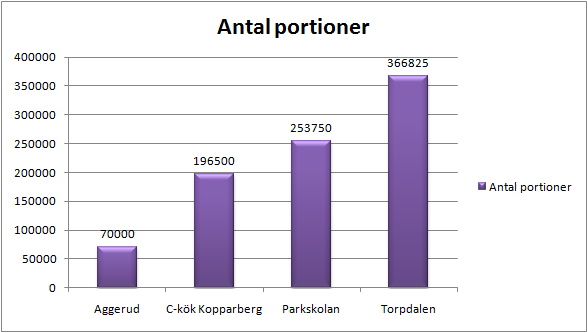 Antal portioner
400000
350000
300000
250000
200000
150000
100000
50000
0
70000
196500
253750
366825
Aggerud
C-kök Kopparberg
Parkskolan
Torpdalen
Antal portioner